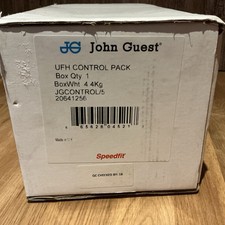 JG John Guest®
UFH CONTROL PACK
Box Qty 1
BoxWht 4.4Kg
JGCONTROL/5
20641256
Speedfit